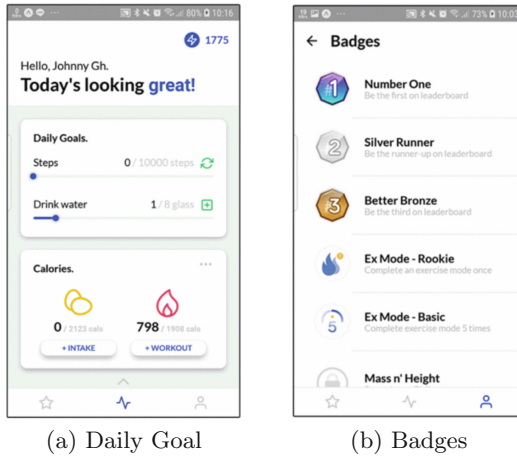 80% 10:16
1775
Hello, Johnny Gh.
Today's looking great!
Daily Goals.
Steps 0 / 10000 steps
Drink water 1 / 8 glass
Calories.
0 / 2123 cals 798 / 1908 cals
+ INTAKE + WORKOUT
(a) Daily Goal
73% 10:03
Badges
#1
Number One
Be the first on leaderboard
2
Silver Runner
Be the runner-up on leaderboard
3
Better Bronze
Be the third on leaderboard
Ex Mode - Rookie
Complete an exercise mode once
5
Ex Mode - Basic
Complete exercise mode 5 times
Mass n' Height
(b) Badges